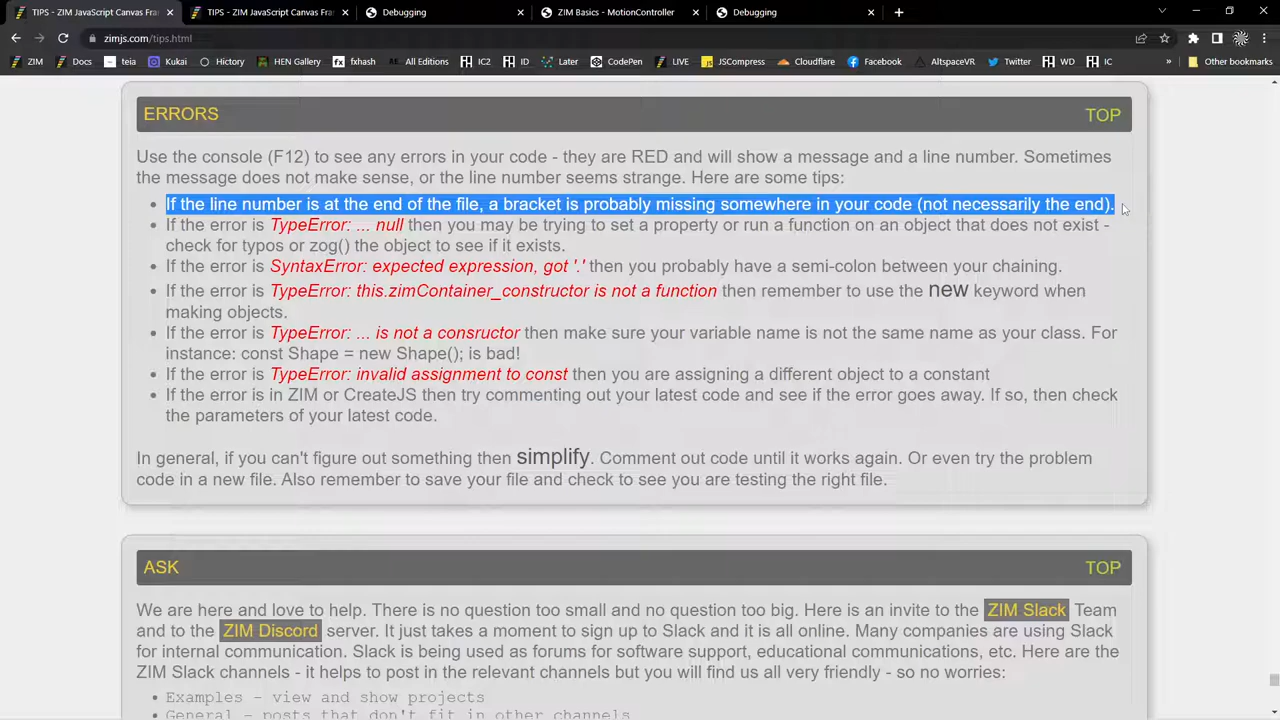 TIPS - ZIM JavaScript Canvas Fra
TIPS - ZIM JavaScript Canvas Fra
Debugging
ZIM Basics - MotionController
Debugging
zimjs.com/tips.html
ZIM Docs teia Kukai Hictory HEN Gallery fxhash All Editions IC2 ID Later CodePen LIVE JSCompress Cloudflare Facebook AltspaceVR Twitter WD IC » Other bookmarks
ERRORS TOP
Use the console (F12) to see any errors in your code - they are RED and will show a message and a line number. Sometimes
the message does not make sense, or the line number seems strange. Here are some tips:
• If the line number is at the end of the file, a bracket is probably missing somewhere in your code (not necessarily the end).
• If the error is TypeError: ... null then you may be trying to set a property or run a function on an object that does not exist -
check for typos or zog() the object to see if it exists.
• If the error is SyntaxError: expected expression, got '.' then you probably have a semi-colon between your chaining.
• If the error is TypeError: this.zimContainer_constructor is not a function then remember to use the new keyword when
making objects.
• If the error is TypeError: ... is not a consructor then make sure your variable name is not the same name as your class. For
instance: const Shape = new Shape(); is bad!
• If the error is TypeError: invalid assignment to const then you are assigning a different object to a constant
• If the error is in ZIM or CreateJS then try commenting out your latest code and see if the error goes away. If so, then check
the parameters of your latest code.
In general, if you can't figure out something then simplify. Comment out code until it works again. Or even try the problem
code in a new file. Also remember to save your file and check to see you are testing the right file.
ASK TOP
We are here and love to help. There is no question too small and no question too big. Here is an invite to the ZIM Slack Team
and to the ZIM Discord server. It just takes a moment to sign up to Slack and it is all online. Many companies are using Slack
for internal communication. Slack is being used as forums for software support, educational communications, etc. Here are the
ZIM Slack channels - it helps to post in the relevant channels but you will find us all very friendly - so no worries:
• Examples - view and show projects
• General - posts that don't fit in other channels